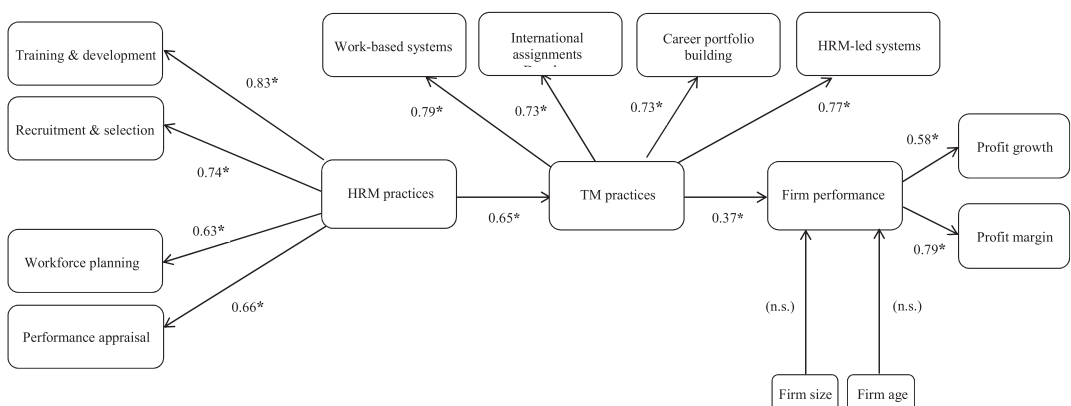 Training & development
Recruitment & selection
Workforce planning
Performance appraisal
0.83*
0.74*
0.63*
0.66*
HRM practices
0.65*
Work-based systems
International
assignments
Career portfolio
building
HRM-led systems
0.79*
0.73*
0.73*
0.77*
TM practices
0.37*
Firm performance
0.58*
0.79*
Profit growth
Profit margin
(n.s.)
(n.s.)
Firm size
Firm age